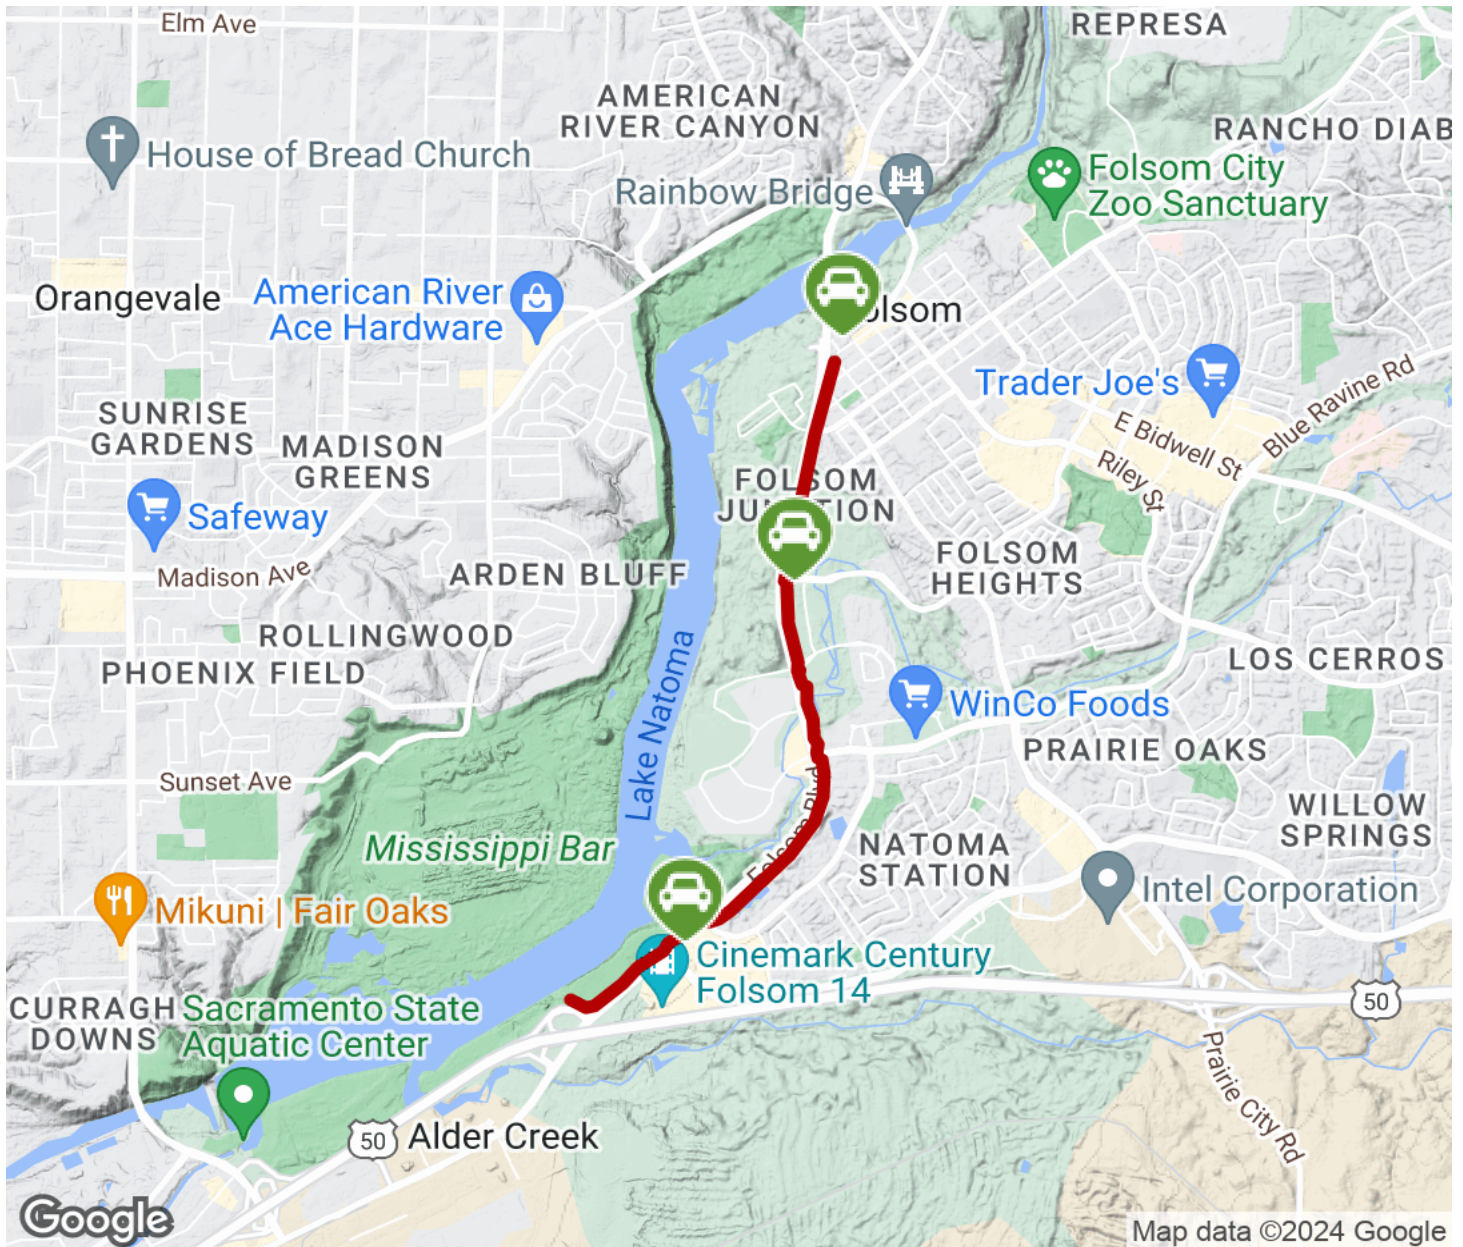 Elm Ave
REPRESA
AMERICAN
RIVER CANYON
RANCHO DIAB
House of Bread Church
Rainbow Bridge
Folsom City
Zoo Sanctuary
Orangevale
American River
Ace Hardware
olsom
Trader Joe's
Blue Ravine Rd
E Bidwell St
Riley St
SUNRISE
GARDENS
MADISON
GREENS
FOLSOM
JUNCTION
Safeway
Madison Ave
ARDEN BLUFF
FOLSOM
HEIGHTS
ROLLINGWOOD
PHOENIX FIELD
LOS CERROS
Lake Natoma
WinCo Foods
PRAIRIE OAKS
Sunset Ave
Folsom Blvd
WILLOW
SPRINGS
Mississippi Bar
NATOMA
STATION
Intel Corporation
Mikuni | Fair Oaks
Cinemark Century
Folsom 14
CURRAGH
DOWNS
Sacramento State
Aquatic Center
50
Prairie City Rd
50
Alder Creek
Google
Map data ©2024 Google